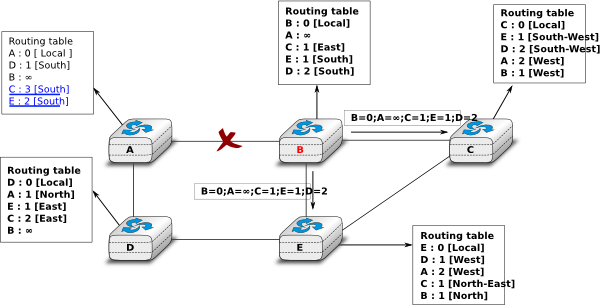 Routing table
A : 0 [ Local ]
D : 1 [South]
B : ∞
C : 3 [South]
E : 2 [South]
Routing table
B : 0 [Local]
A : ∞
C : 1 [East]
E : 1 [South]
D : 2 [South]
Routing table
C : 0 [Local]
E : 1 [South-West]
D : 2 [South-West]
A : 2 [West]
B : 1 [West]
B=0;A=∞;C=1;E=1;D=2
A
B
C
Routing table
D : 0 [Local]
A : 1 [North]
E : 1 [East]
C : 2 [East]
B : ∞
B=0;A=∞;C=1;E=1;D=2
D
E
Routing table
E : 0 [Local]
D : 1 [West]
A : 2 [West]
C : 1 [North-East]
B : 1 [North]